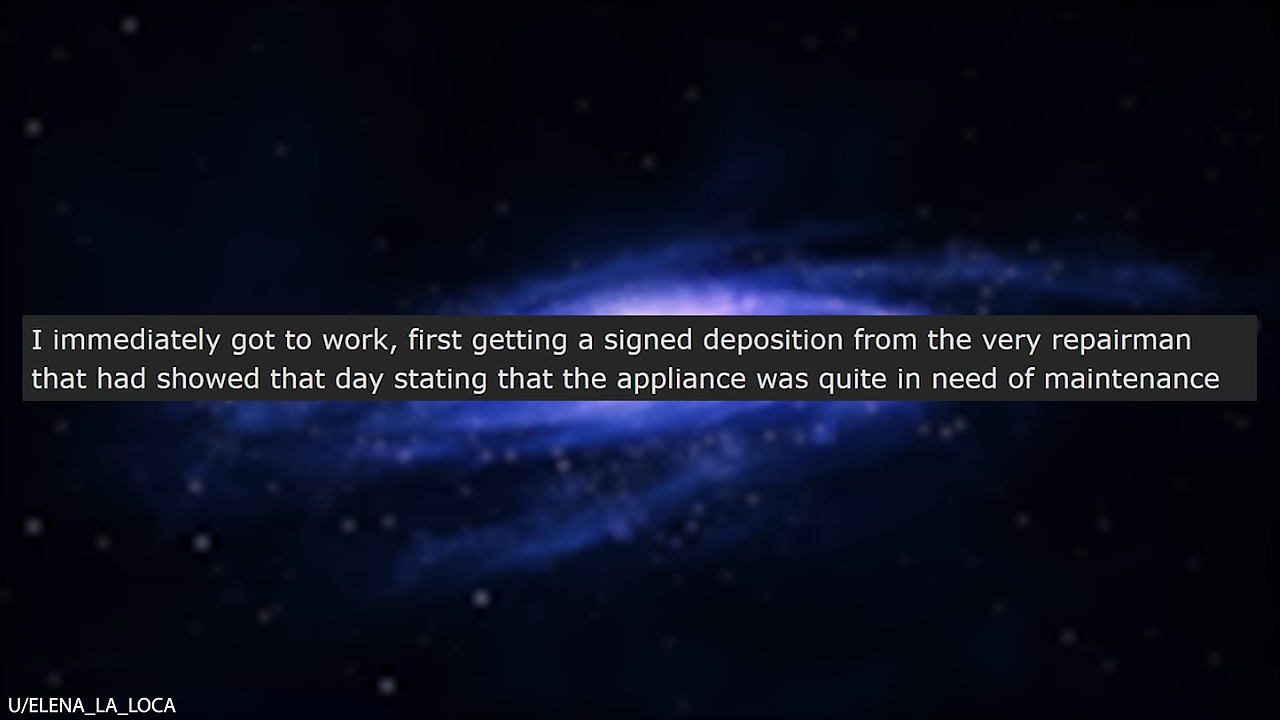 I immediately got to work, first getting a signed deposition from the very repairman
that had showed that day stating that the appliance was quite in need of maintenance
U/ELENA_LA_LOCA